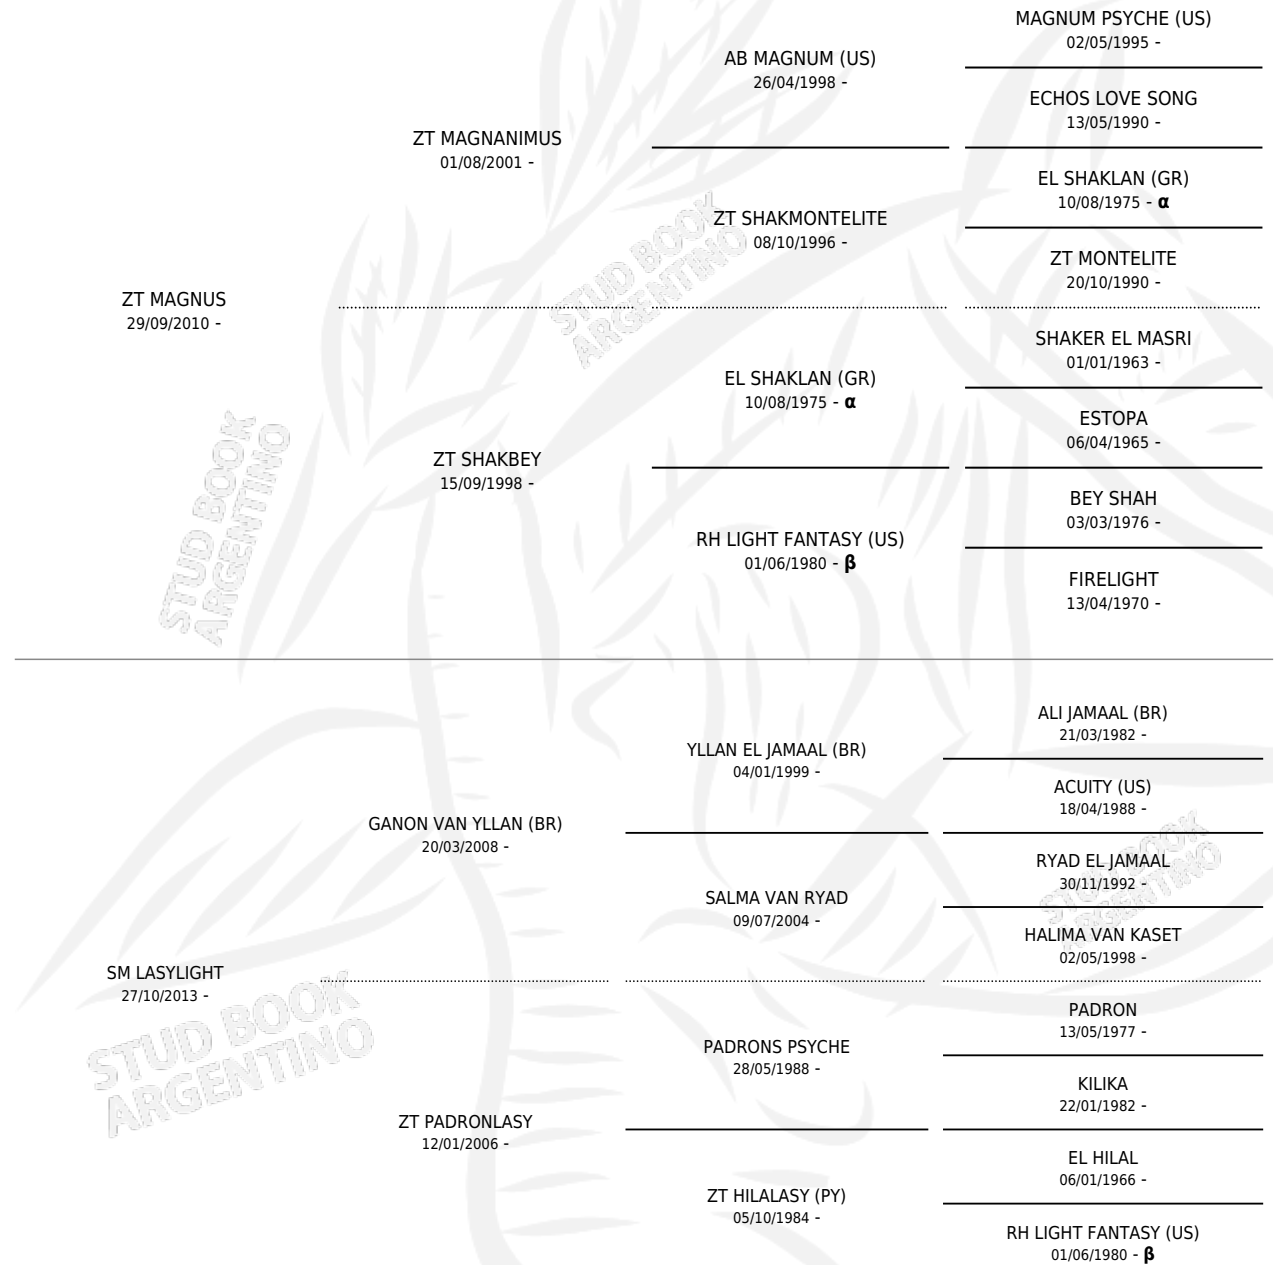 MAGNUM PSYCHE (US)
02/05/1995 -
AB MAGNUM (US)
26/04/1998 -
ECHOS LOVE SONG
13/05/1990 -
ZT MAGNANIMUS
01/08/2001 -
EL SHAKLAN (GR)
10/08/1975 - α
ZT SHAKMONTELITE
08/10/1996 -
ZT MONTELITE
20/10/1990 -
ZT MAGNUS
29/09/2010 -
SHAKER EL MASRI
01/01/1963 -
EL SHAKLAN (GR)
10/08/1975 - α
ESTOPA
06/04/1965 -
ZT SHAKBEY
15/09/1998 -
BEY SHAH
03/03/1976 -
RH LIGHT FANTASY (US)
01/06/1980 - β
FIRELIGHT
13/04/1970 -
ALI JAMAAL (BR)
21/03/1982 -
YLLAN EL JAMAAL (BR)
04/01/1999 -
ACUITY (US)
18/04/1988 -
GANON VAN YLLAN (BR)
20/03/2008 -
RYAD EL JAMAAL
30/11/1992 -
SALMA VAN RYAD
09/07/2004 -
HALIMA VAN KASET
02/05/1998 -
SM LASYLIGHT
27/10/2013 -
PADRON
13/05/1977 -
PADRONS PSYCHE
28/05/1988 -
KILIKA
22/01/1982 -
ZT PADRONLASY
12/01/2006 -
EL HILAL
06/01/1966 -
ZT HILALASY (PY)
05/10/1984 -
RH LIGHT FANTASY (US)
01/06/1980 - β
STUD BOOK
ARGENTINO
STUD BOOK
ARGENTINO
STUD BOOK
ARGENTINO
STUD BOOK
ARGENTINO